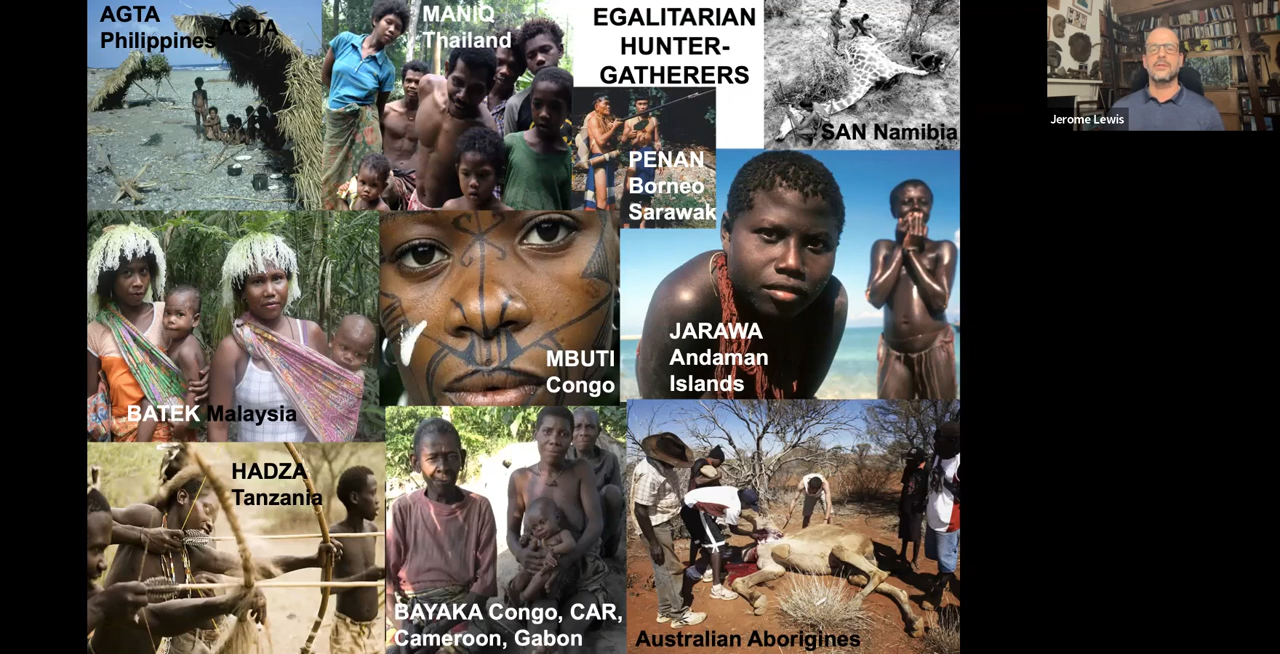 AGTA
Philippines
AGTA
MANIQ
Thailand
EGALITARIAN
HUNTER-
GATHERERS
SAN Namibia
Jerome Lewis
PENAN
Borneo
Sarawak
JARAWA
Andaman
Islands
MBUTI
Congo
BATEK Malaysia
HADZA
Tanzania
BAYAKA Congo, CAR,
Cameroon, Gabon
Australian Aborigines